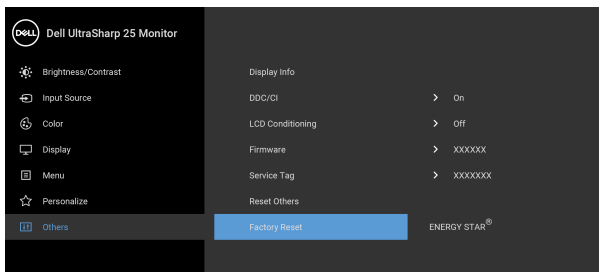 DELL Dell UltraSharp 25 Monitor
Brightness/Contrast
Input Source
Color
Display
Menu
Personalize
Others
Display Info
DDC/CI > On
LCD Conditioning > Off
Firmware > XXXXXX
Service Tag > XXXXXXX
Reset Others
Factory Reset ENERGY STAR®